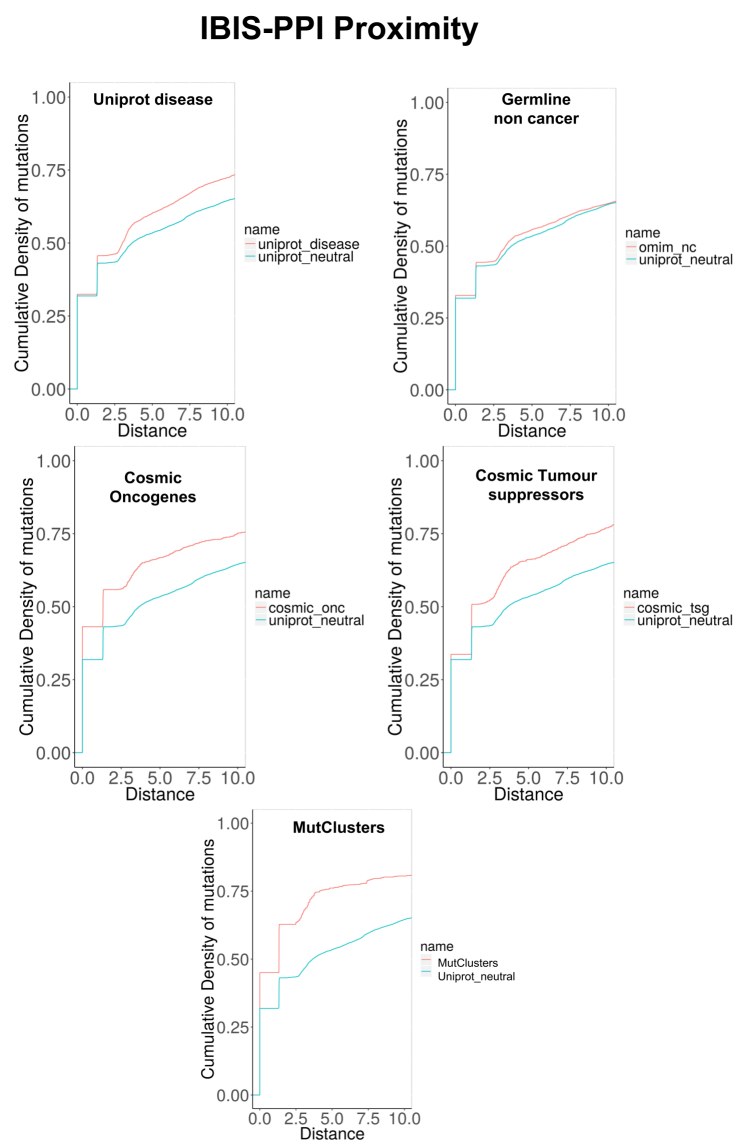 IBIS-PPI Proximity
Uniprot disease
Cumulative Density of mutations
1.00
0.75
0.50
0.25
0.00
0.0 2.5 5.0 7.5 10.0
Distance
name
uniprot_disease
uniprot_neutral
Germline
non cancer
Cumulative Density of mutations
1.00
0.75
0.50
0.25
0.00
0.0 2.5 5.0 7.5 10.0
Distance
name
omim_nc
uniprot_neutral
Cosmic
Oncogenes
Cumulative Density of mutations
1.00
0.75
0.50
0.25
0.00
0.0 2.5 5.0 7.5 10.0
Distance
name
cosmic_onc
uniprot_neutral
Cosmic Tumour
suppressors
Cumulative Density of mutations
1.00
0.75
0.50
0.25
0.00
0.0 2.5 5.0 7.5 10.0
Distance
name
cosmic_tsg
uniprot_neutral
MutClusters
Cumulative Density of mutations
1.00
0.75
0.50
0.25
0.00
0.0 2.5 5.0 7.5 10.0
Distance
name
MutClusters
Uniprot_neutral